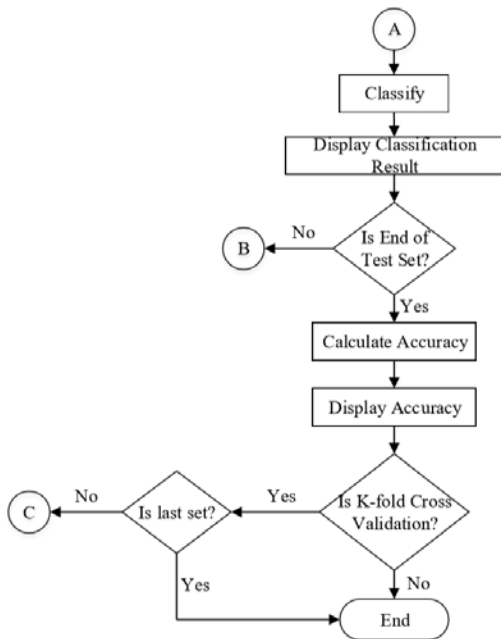 A
Classify
Display Classification
Result
No
Is End of
B
Test Set?
Yes
Calculate Accuracy
Display Accuracy
No
Yes
Is K-fold Cross
C
Is last set?
Validation?
Yes
No
End